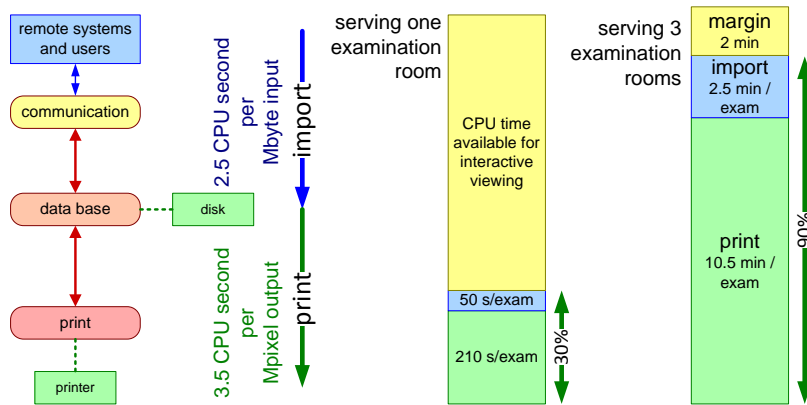 remote systems
and users
communication
data base
disk
print
printer
2.5 CPU second
per
Mbyte input
import
3.5 CPU second
per
Mpixel output
print
serving one
examination
room
CPU time
available for
interactive
viewing
50 s/exam
210 s/exam
30%
serving 3
examination
rooms
margin
2 min
import
2.5 min /
exam
print
10.5 min /
exam
90%